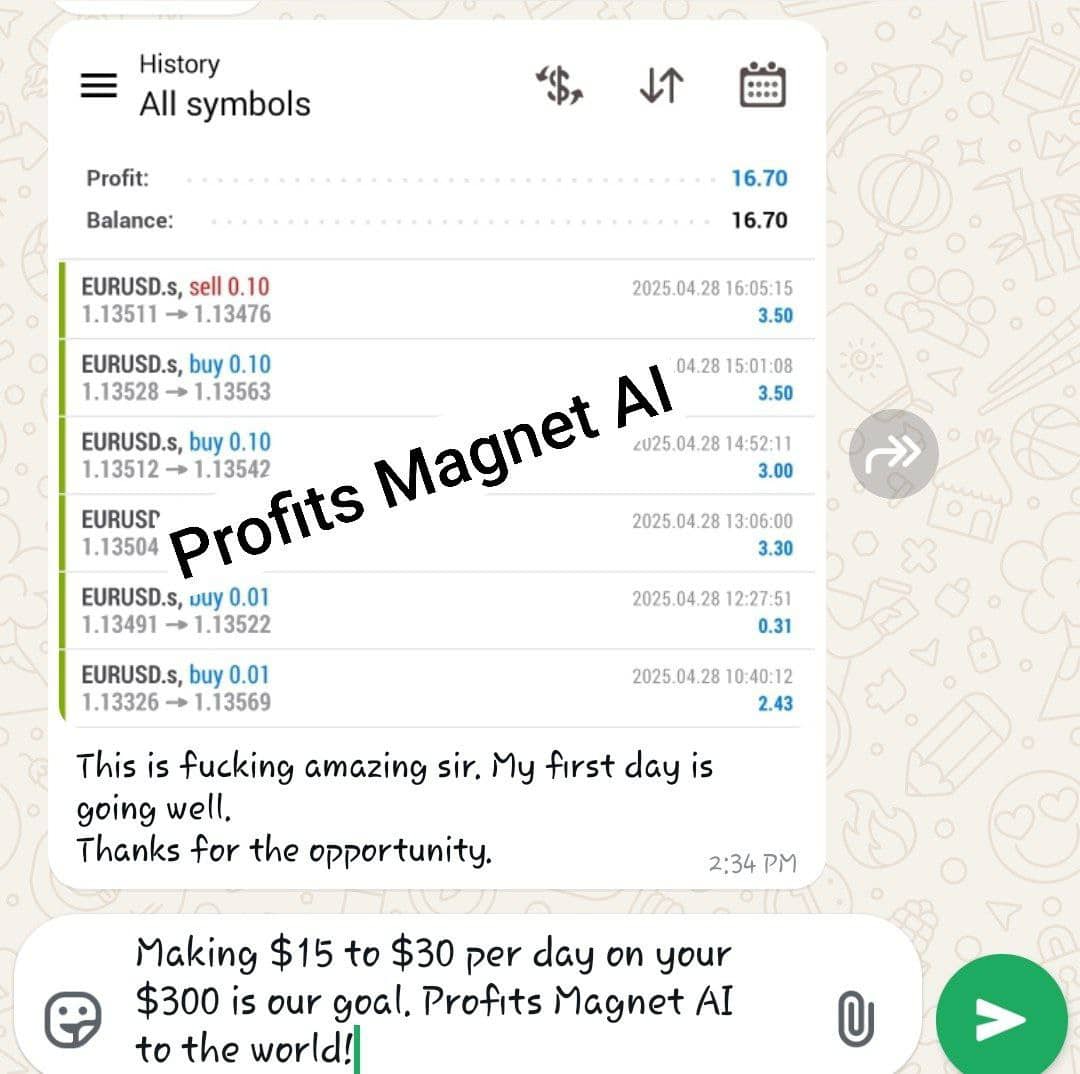 History
All symbols
Profit: 16.70
Balance: 16.70
EURUSD.s, sell 0.10 2025.04.28 16:05:15
1.13511 → 1.13476 3.50
EURUSD.s, buy 0.10 04.28 15:01:08
1.13528 → 1.13563 3.50
EURUSD.s, buy 0.10 2025.04.28 14:52:11
1.13512 → 1.13542 3.00
2025.04.28 13:06:00
1.13504 3.30
EURUSD.s, buy 0.01 2025.04.28 12:27:51
1.13491 → 1.13522 0.31
EURUSD.s, buy 0.01 2025.04.28 10:40:12
1.13326 → 1.13569 2.43
Profits Magnet AI
This is fucking amazing sir. My first day is
going well.
Thanks for the opportunity.
2:34 PM
Making $15 to $30 per day on your
$300 is our goal. Profits Magnet AI
to the world!